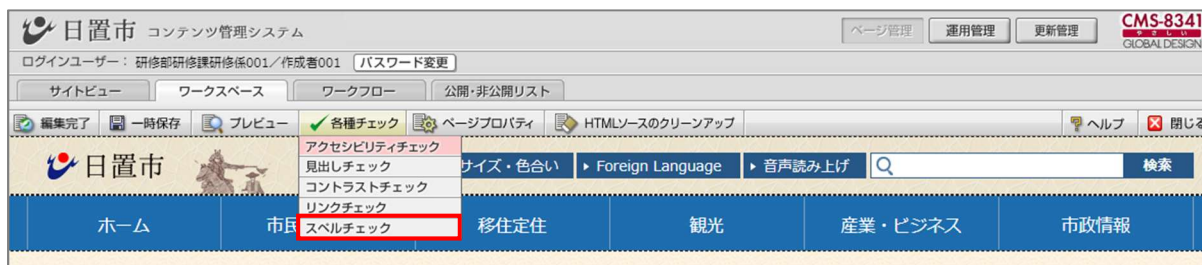 日置市 コンテンツ管理システム ページ管理 運用管理 更新管理 CMS-8341
やさしい
GLOBAL DESIGN
ログインユーザー： 研修部研修課研修係001／作成者001 パスワード変更
サイトビュー ワークスペース ワークフロー 公開・非公開リスト
編集完了 一時保存 プレビュー 各種チェック ページプロパティ HTMLソースのクリーンアップ ヘルプ 閉じる
アクセシビリティチェック
見出しチェック
コントラストチェック
リンクチェック
スペルチェック
日置市 サイズ・色合い Foreign Language 音声読み上げ 検索
ホーム 市民 移住定住 観光 産業・ビジネス 市政情報